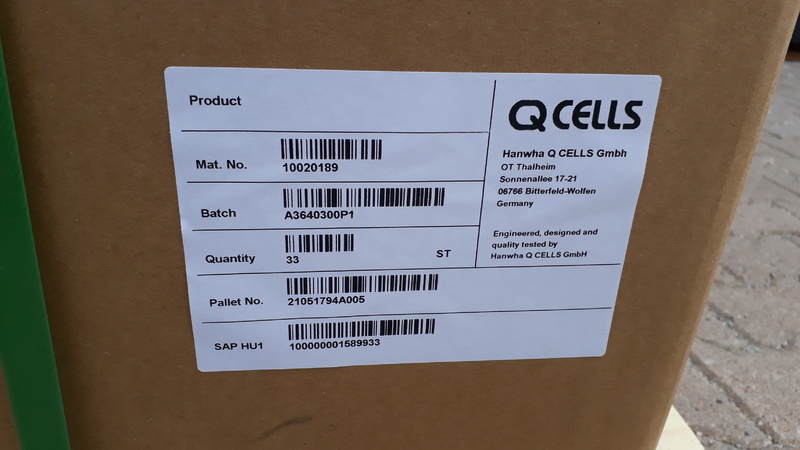 Product
Mat. No.
10020189
Batch
A3640300P1
Quantity
33
ST
Pallet No.
21051794A005
SAP HU1
100000001589933
Q CELLS
Hanwha Q CELLS Gmbh
OT Thalheim
Sonnenallee 17-21
06766 Bitterfeld-Wolfen
Germany
Engineered, designed and
quality tested by
Hanwha Q CELLS GmbH